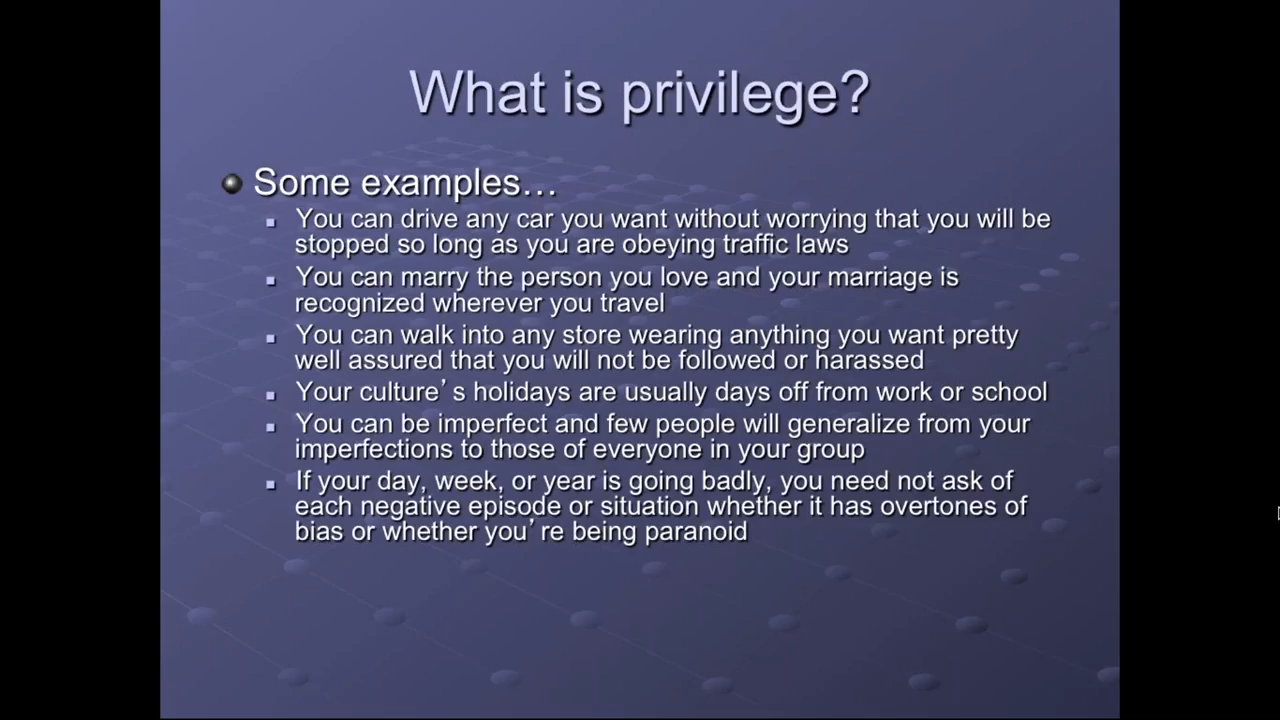 What is privilege?
Some examples…
You can drive any car you want without worrying that you will be
stopped so long as you are obeying traffic laws
You can marry the person you love and your marriage is
recognized wherever you travel
You can walk into any store wearing anything you want pretty
well assured that you will not be followed or harassed
Your culture’s holidays are usually days off from work or school
You can be imperfect and few people will generalize from your
imperfections to those of everyone in your group
If your day, week, or year is going badly, you need not ask of
each negative episode or situation whether it has overtones of
bias or whether you’re being paranoid